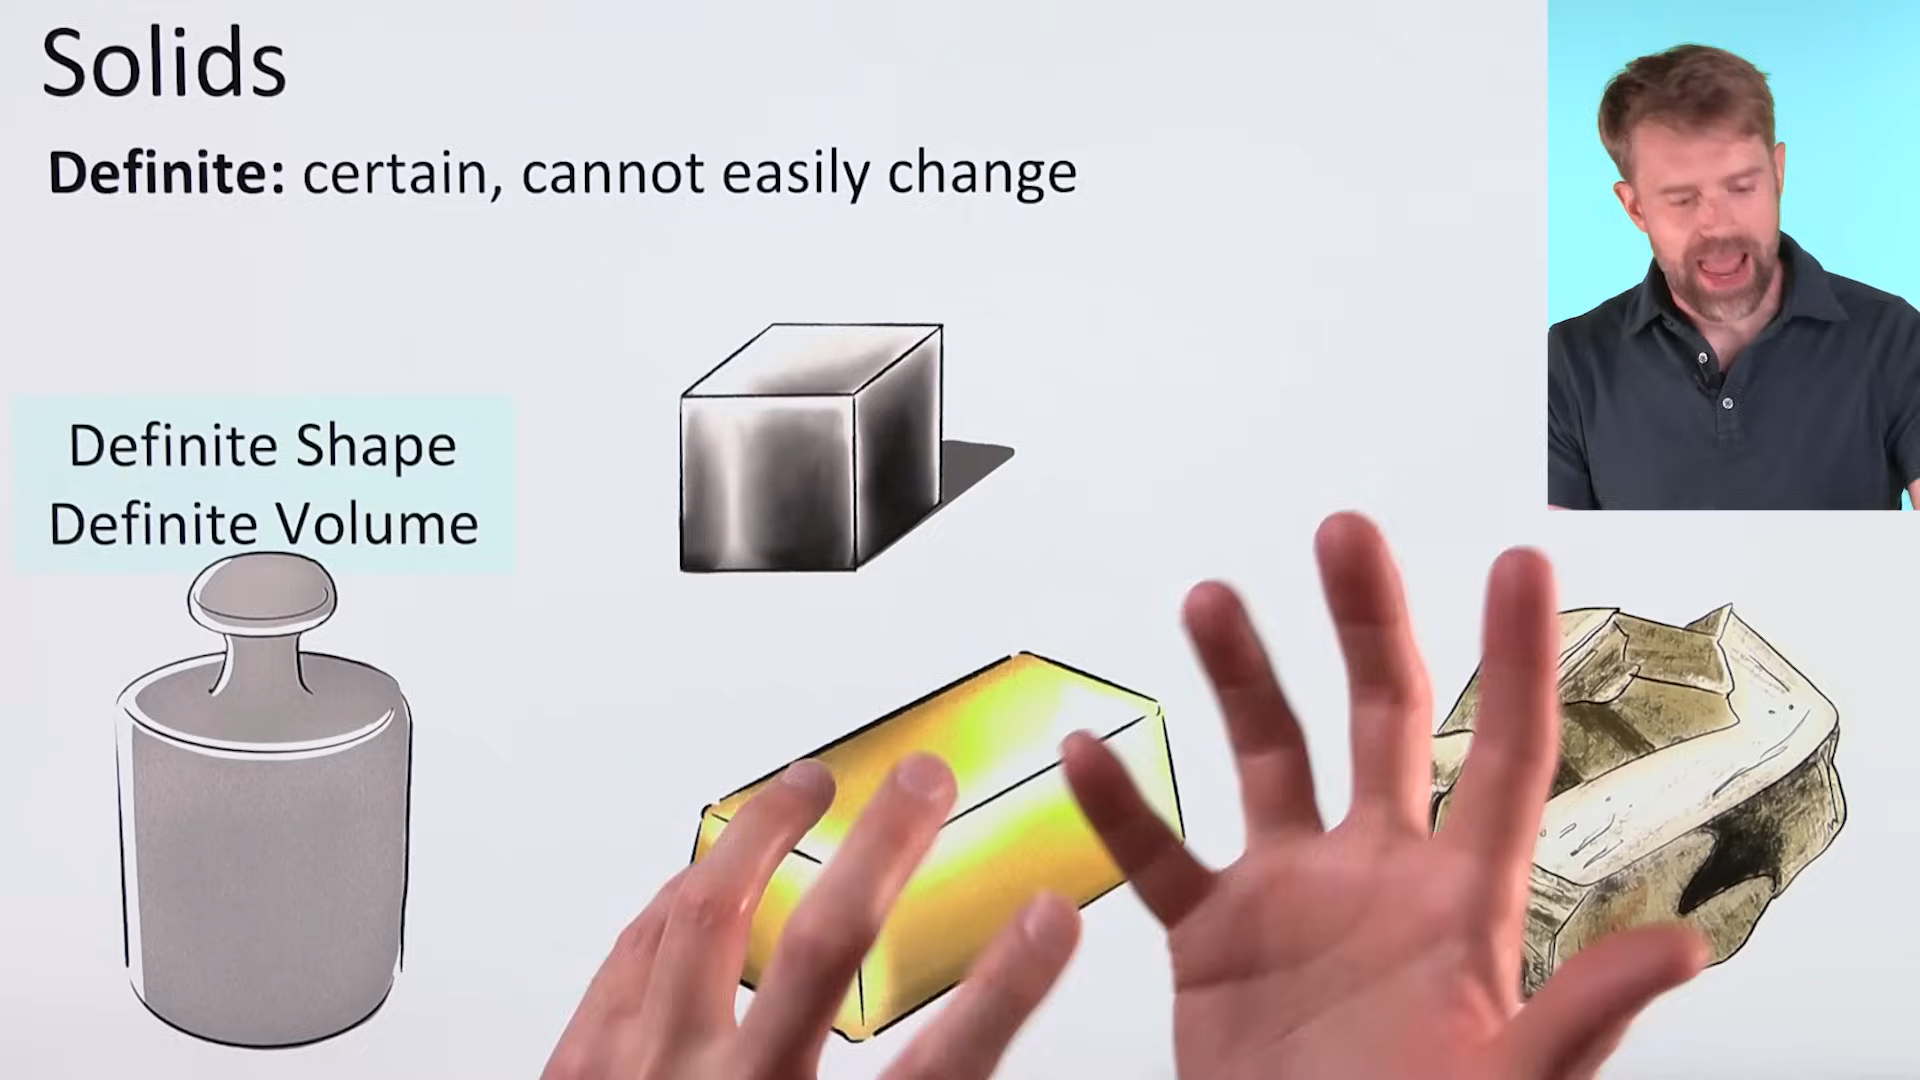 Solids
Definite: certain, cannot easily change
Definite Shape
Definite Volume